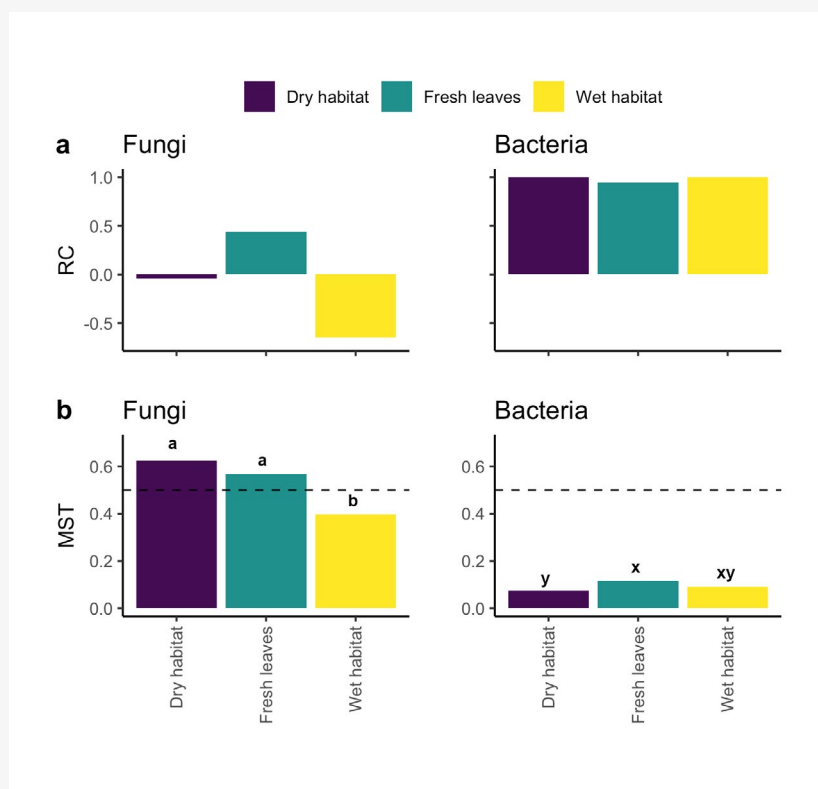 Dry habitat Fresh leaves Wet habitat
a Fungi Bacteria
1.0
0.5
0.0
-0.5
RC
b Fungi Bacteria
0.6 0.6
0.4 0.4
0.2 0.2
0.0 0.0
MST
a
a
b
y
x
xy
Dry habitat
Fresh leaves
Wet habitat
Dry habitat
Fresh leaves
Wet habitat